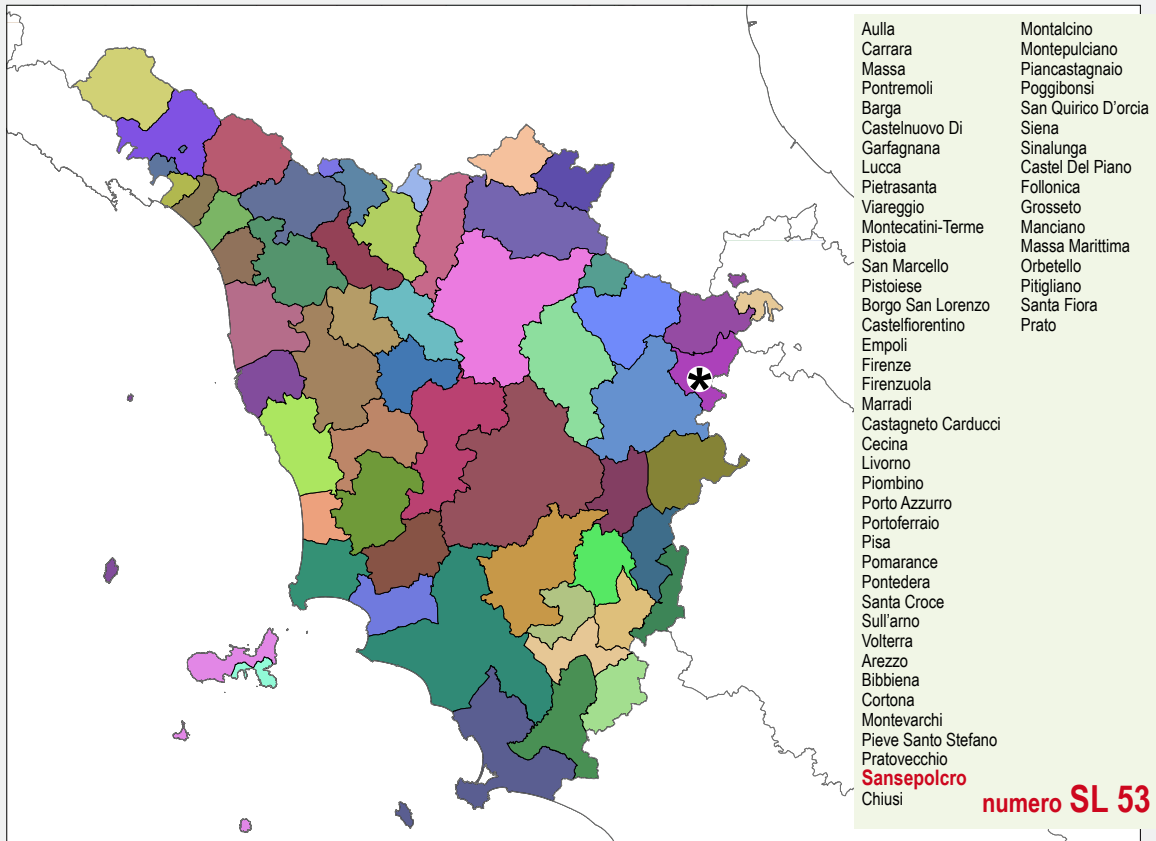 Aulla
Carrara
Massa
Pontremoli
Barga
Castelnuovo Di
Garfagnana
Lucca
Pietrasanta
Viareggio
Montecatini-Terme
Pistoia
San Marcello
Pistoiese
Borgo San Lorenzo
Castelfiorentino
Empoli
Firenze
Firenzuola
Marradi
Castagneto Carducci
Cecina
Livorno
Piombino
Porto Azzurro
Portoferraio
Pisa
Pomarance
Pontedera
Santa Croce
Sull'arno
Volterra
Arezzo
Bibbiena
Cortona
Montevarchi
Pieve Santo Stefano
Pratovecchio
Sansepolcro
Chiusi
Montalcino
Montepulciano
Piancastagnaio
Poggibonsi
San Quirico D'orcia
Siena
Sinalunga
Castel Del Piano
Follonica
Grosseto
Manciano
Massa Marittima
Orbetello
Pitigliano
Santa Fiora
Prato
numero SL 53
*